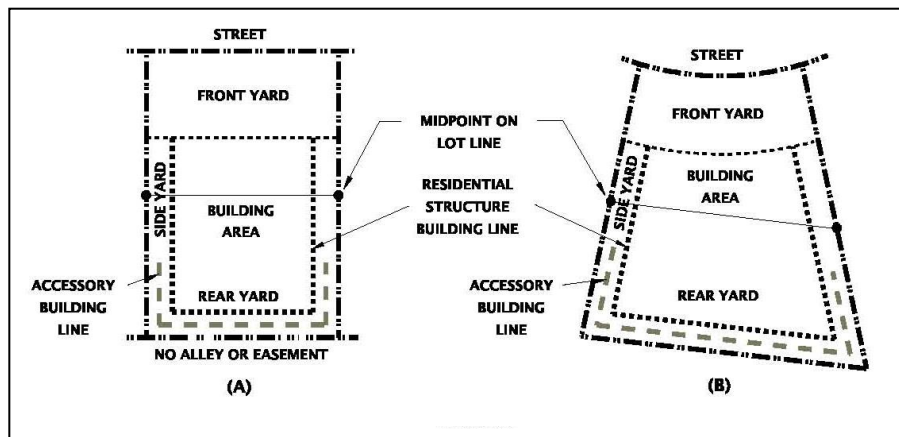 STREET
FRONT YARD
MIDPOINT ON
LOT LINE
SIDE YARD
BUILDING
AREA
RESIDENTIAL
STRUCTURE
BUILDING LINE
ACCESSORY
BUILDING
LINE
REAR YARD
NO ALLEY OR EASEMENT
(A)
STREET
FRONT YARD
SIDE YARD
BUILDING
AREA
ACCESSORY
BUILDING
LINE
REAR YARD
(B)